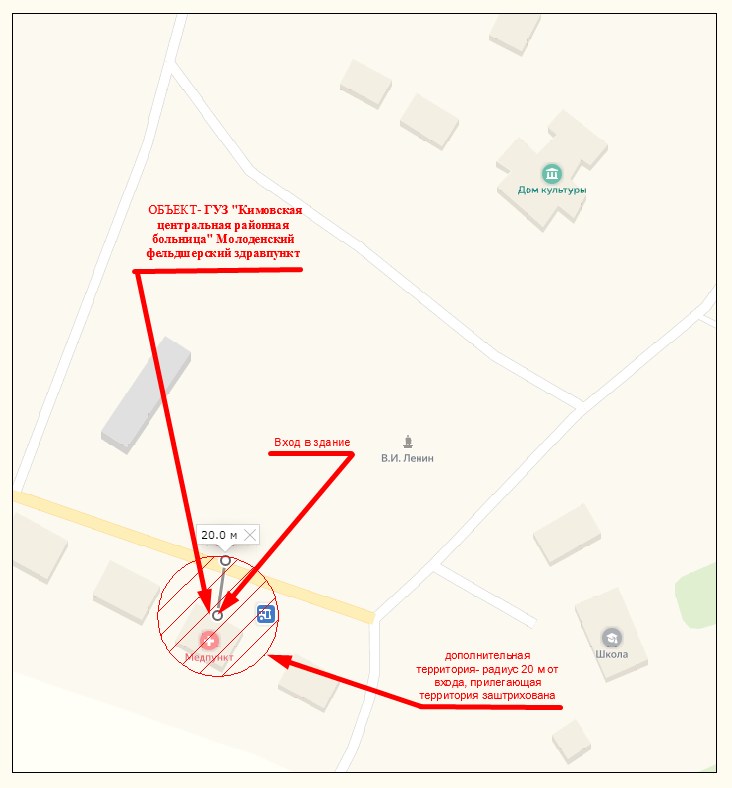 Дом культуры
ОБЪЕКТ- ГУЗ "Кимовская
центральная районная
больница" Молоденский
фельдшерский здравпункт
Вход в здание
В.И. Ленин
20.0 м
Медпункт
Школа
дополнительная
территория- радиус 20 м от
входа, прилегающая
территория заштрихована